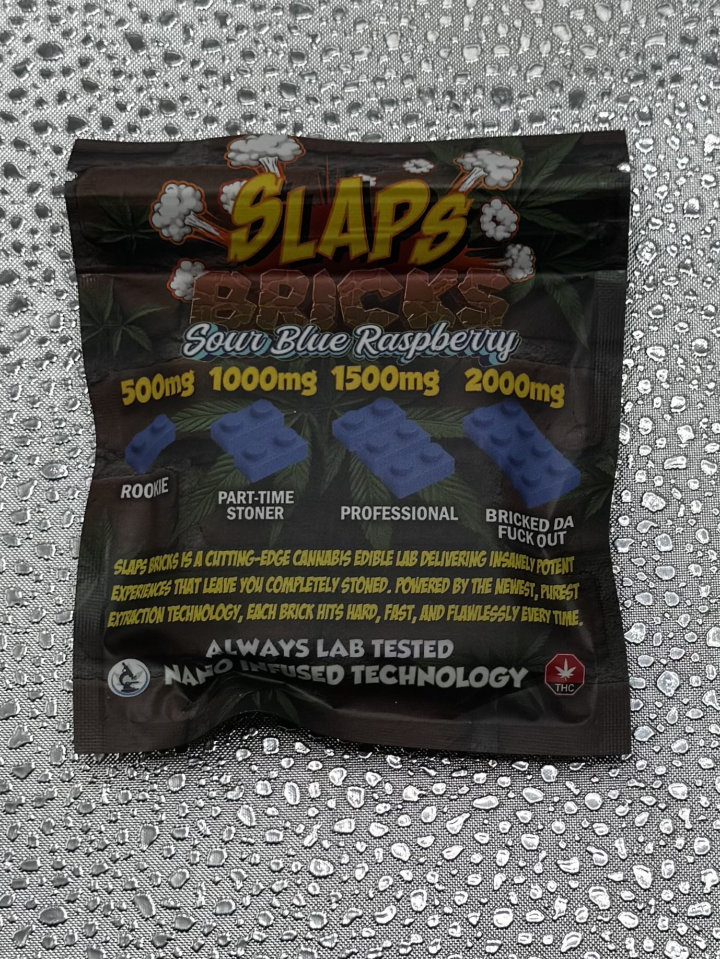 SLAPS
BRICKS
Sour Blue Raspberry
500mg 1000mg 1500mg 2000mg
ROOKIE
PART-TIME
STONER
PROFESSIONAL
BRICKED DA
FUCK OUT
SLAPS BRICKS IS A CUTTING-EDGE CANNABIS EDIBLE LAB DELIVERING INSANELY POTENT
EXPERIENCES THAT LEAVE YOU COMPLETELY STONED. POWERED BY THE NEWEST, PUREST
EXTRACTION TECHNOLOGY, EACH BRICK HITS HARD, FAST, AND FLAWLESSLY EVERY TIME.
ALWAYS LAB TESTED
NANO INFUSED TECHNOLOGY
THC